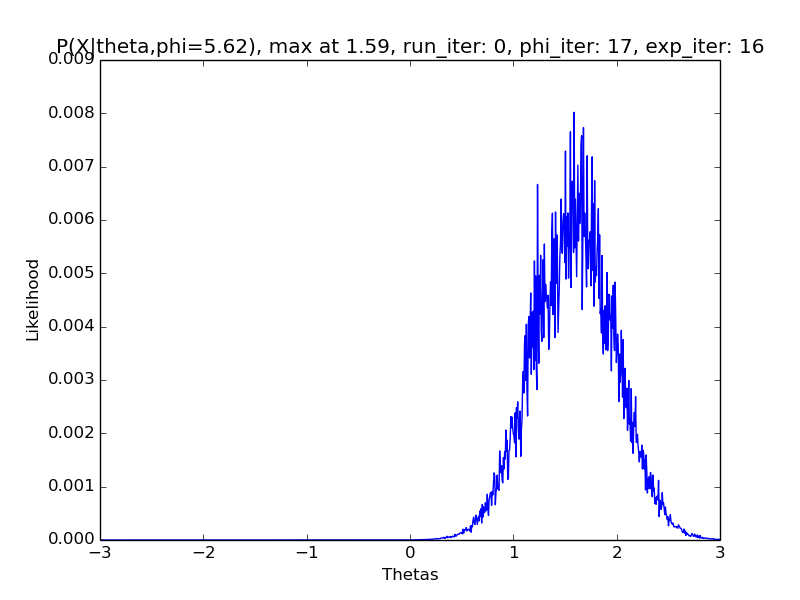 P(X|theta,phi=5.62), max at 1.59, run_iter: 0, phi_iter: 17, exp_iter: 16
0.009
0.008
0.007
0.006
0.005
0.004
0.003
0.002
0.001
0.000
Likelihood
−3 −2 −1 0 1 2 3
Thetas